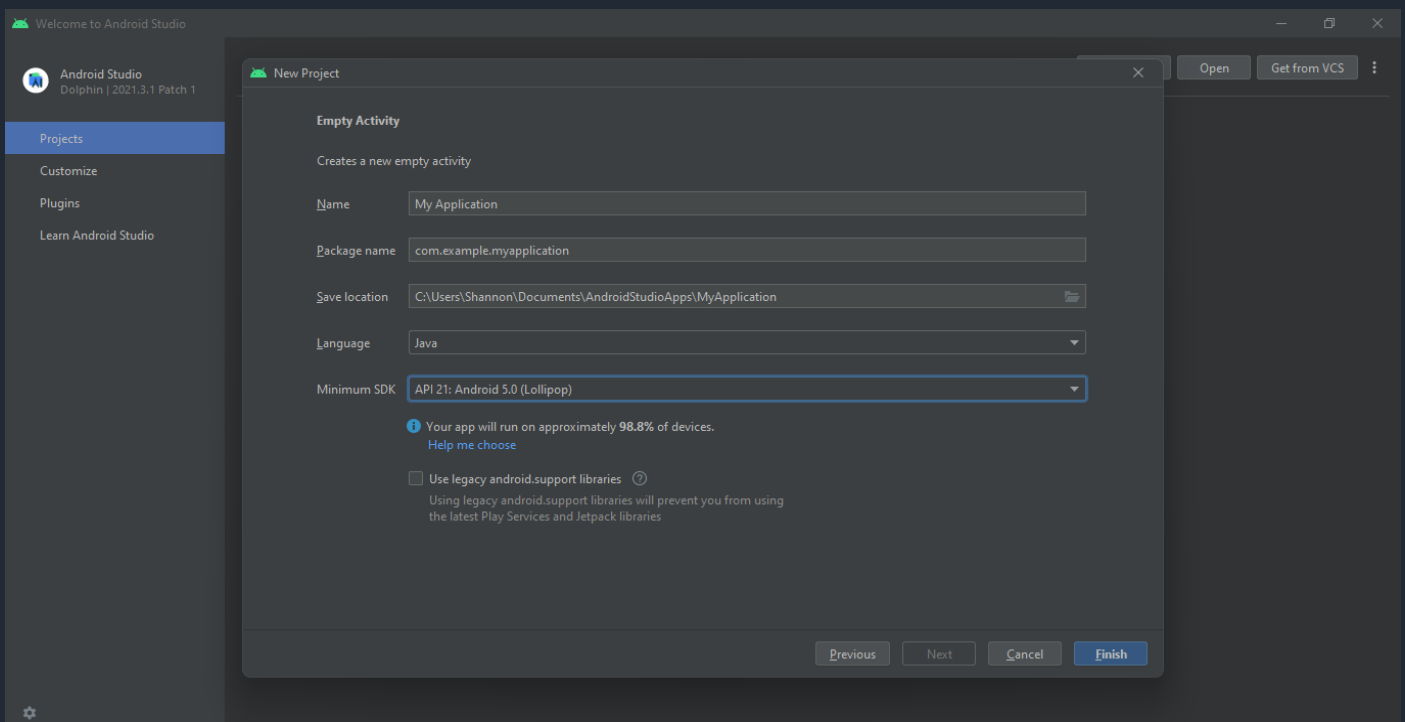 Welcome to Android Studio
Android Studio
Dolphin | 2021.3.1 Patch 1
Projects
Customize
Plugins
Learn Android Studio
Open
Get from VCS
New Project
Empty Activity
Creates a new empty activity
Name
My Application
Package name
com.example.myapplication
Save location
C:\Users\Shannon\Documents\AndroidStudioApps\MyApplication
Language
Java
Minimum SDK
API 21: Android 5.0 (Lollipop)
Your app will run on approximately 98.8% of devices.
Help me choose
Use legacy android.support libraries
Using legacy android.support libraries will prevent you from using
the latest Play Services and Jetpack libraries
Previous
Next
Cancel
Finish